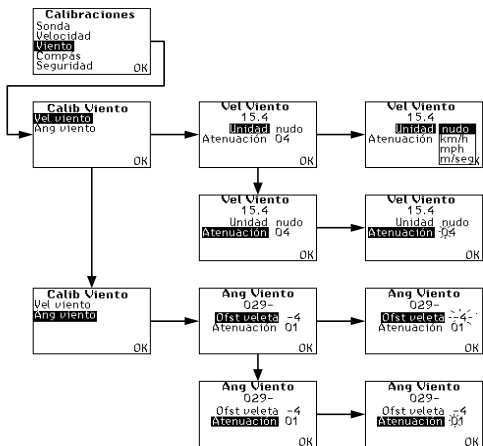 Calibraciones
Sonda
Velocidad
Viento
Compas
Seguridad OK
Calib Viento
Vel viento
Ang viento
OK
Vel Viento
15.4
Unidad nudo
Atenuación 04
OK
Vel Viento
15.4
Unidad nudo
Atenuación km/h
mph
m/seg
Vel Viento
15.4
Unidad nudo
Atenuación 04
OK
Vel Viento
15.4
Unidad nudo
Atenuación 04
OK
Calib Viento
Vel viento
Ang viento
OK
Ang Viento
029-
Ofst veleta -4
Atenuación 01
OK
Ang Viento
029-
Ofst veleta -4
Atenuación 01
OK
Ang Viento
029-
Ofst veleta -4
Atenuación 01
OK
Ang Viento
029-
Ofst veleta -4
Atenuación 01
OK